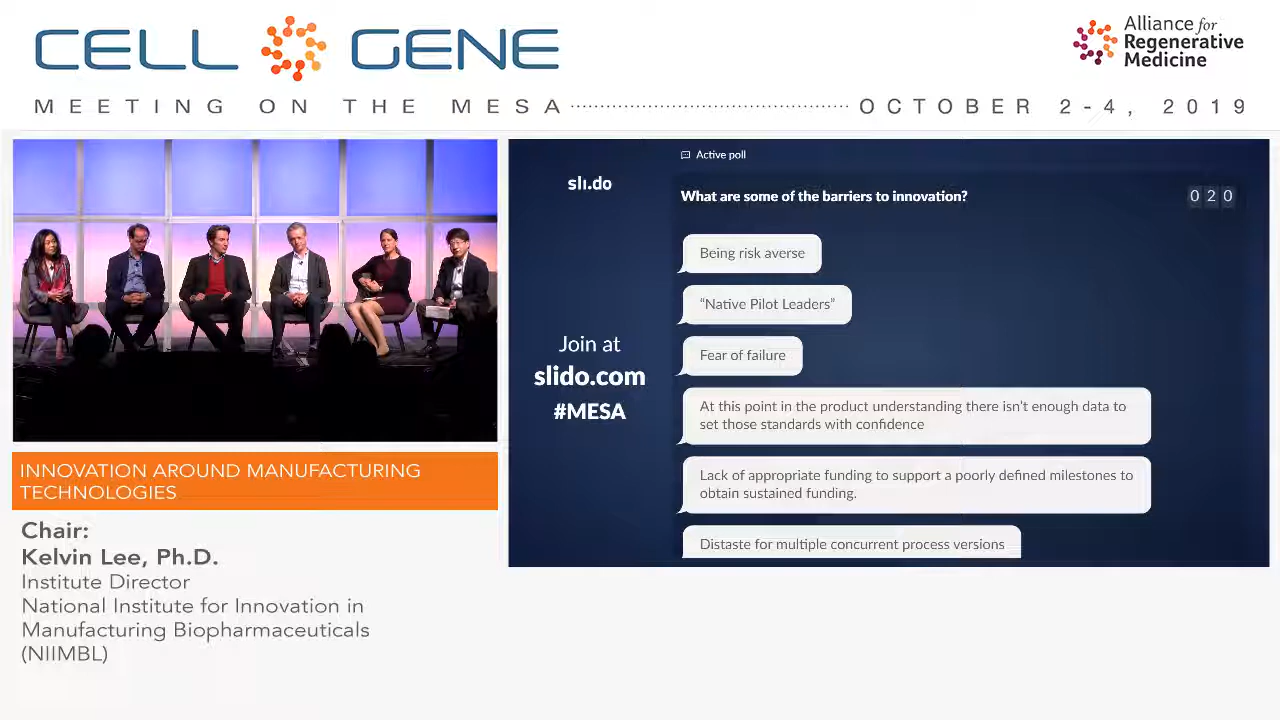 CELL GENE
Alliance for
Regenerative
Medicine
MEETING ON THE MESA OCTOBER 2-4, 2019
sli.do
Active poll
What are some of the barriers to innovation?
020
Being risk averse
“Native Pilot Leaders”
Fear of failure
At this point in the product understanding there isn’t enough data to
set those standards with confidence
Lack of appropriate funding to support a poorly defined milestones to
obtain sustained funding.
Distaste for multiple concurrent process versions
Join at
slido.com
#MESA
INNOVATION AROUND MANUFACTURING
TECHNOLOGIES
Chair:
Kelvin Lee, Ph.D.
Institute Director
National Institute for Innovation in
Manufacturing Biopharmaceuticals
(NIIMBL)